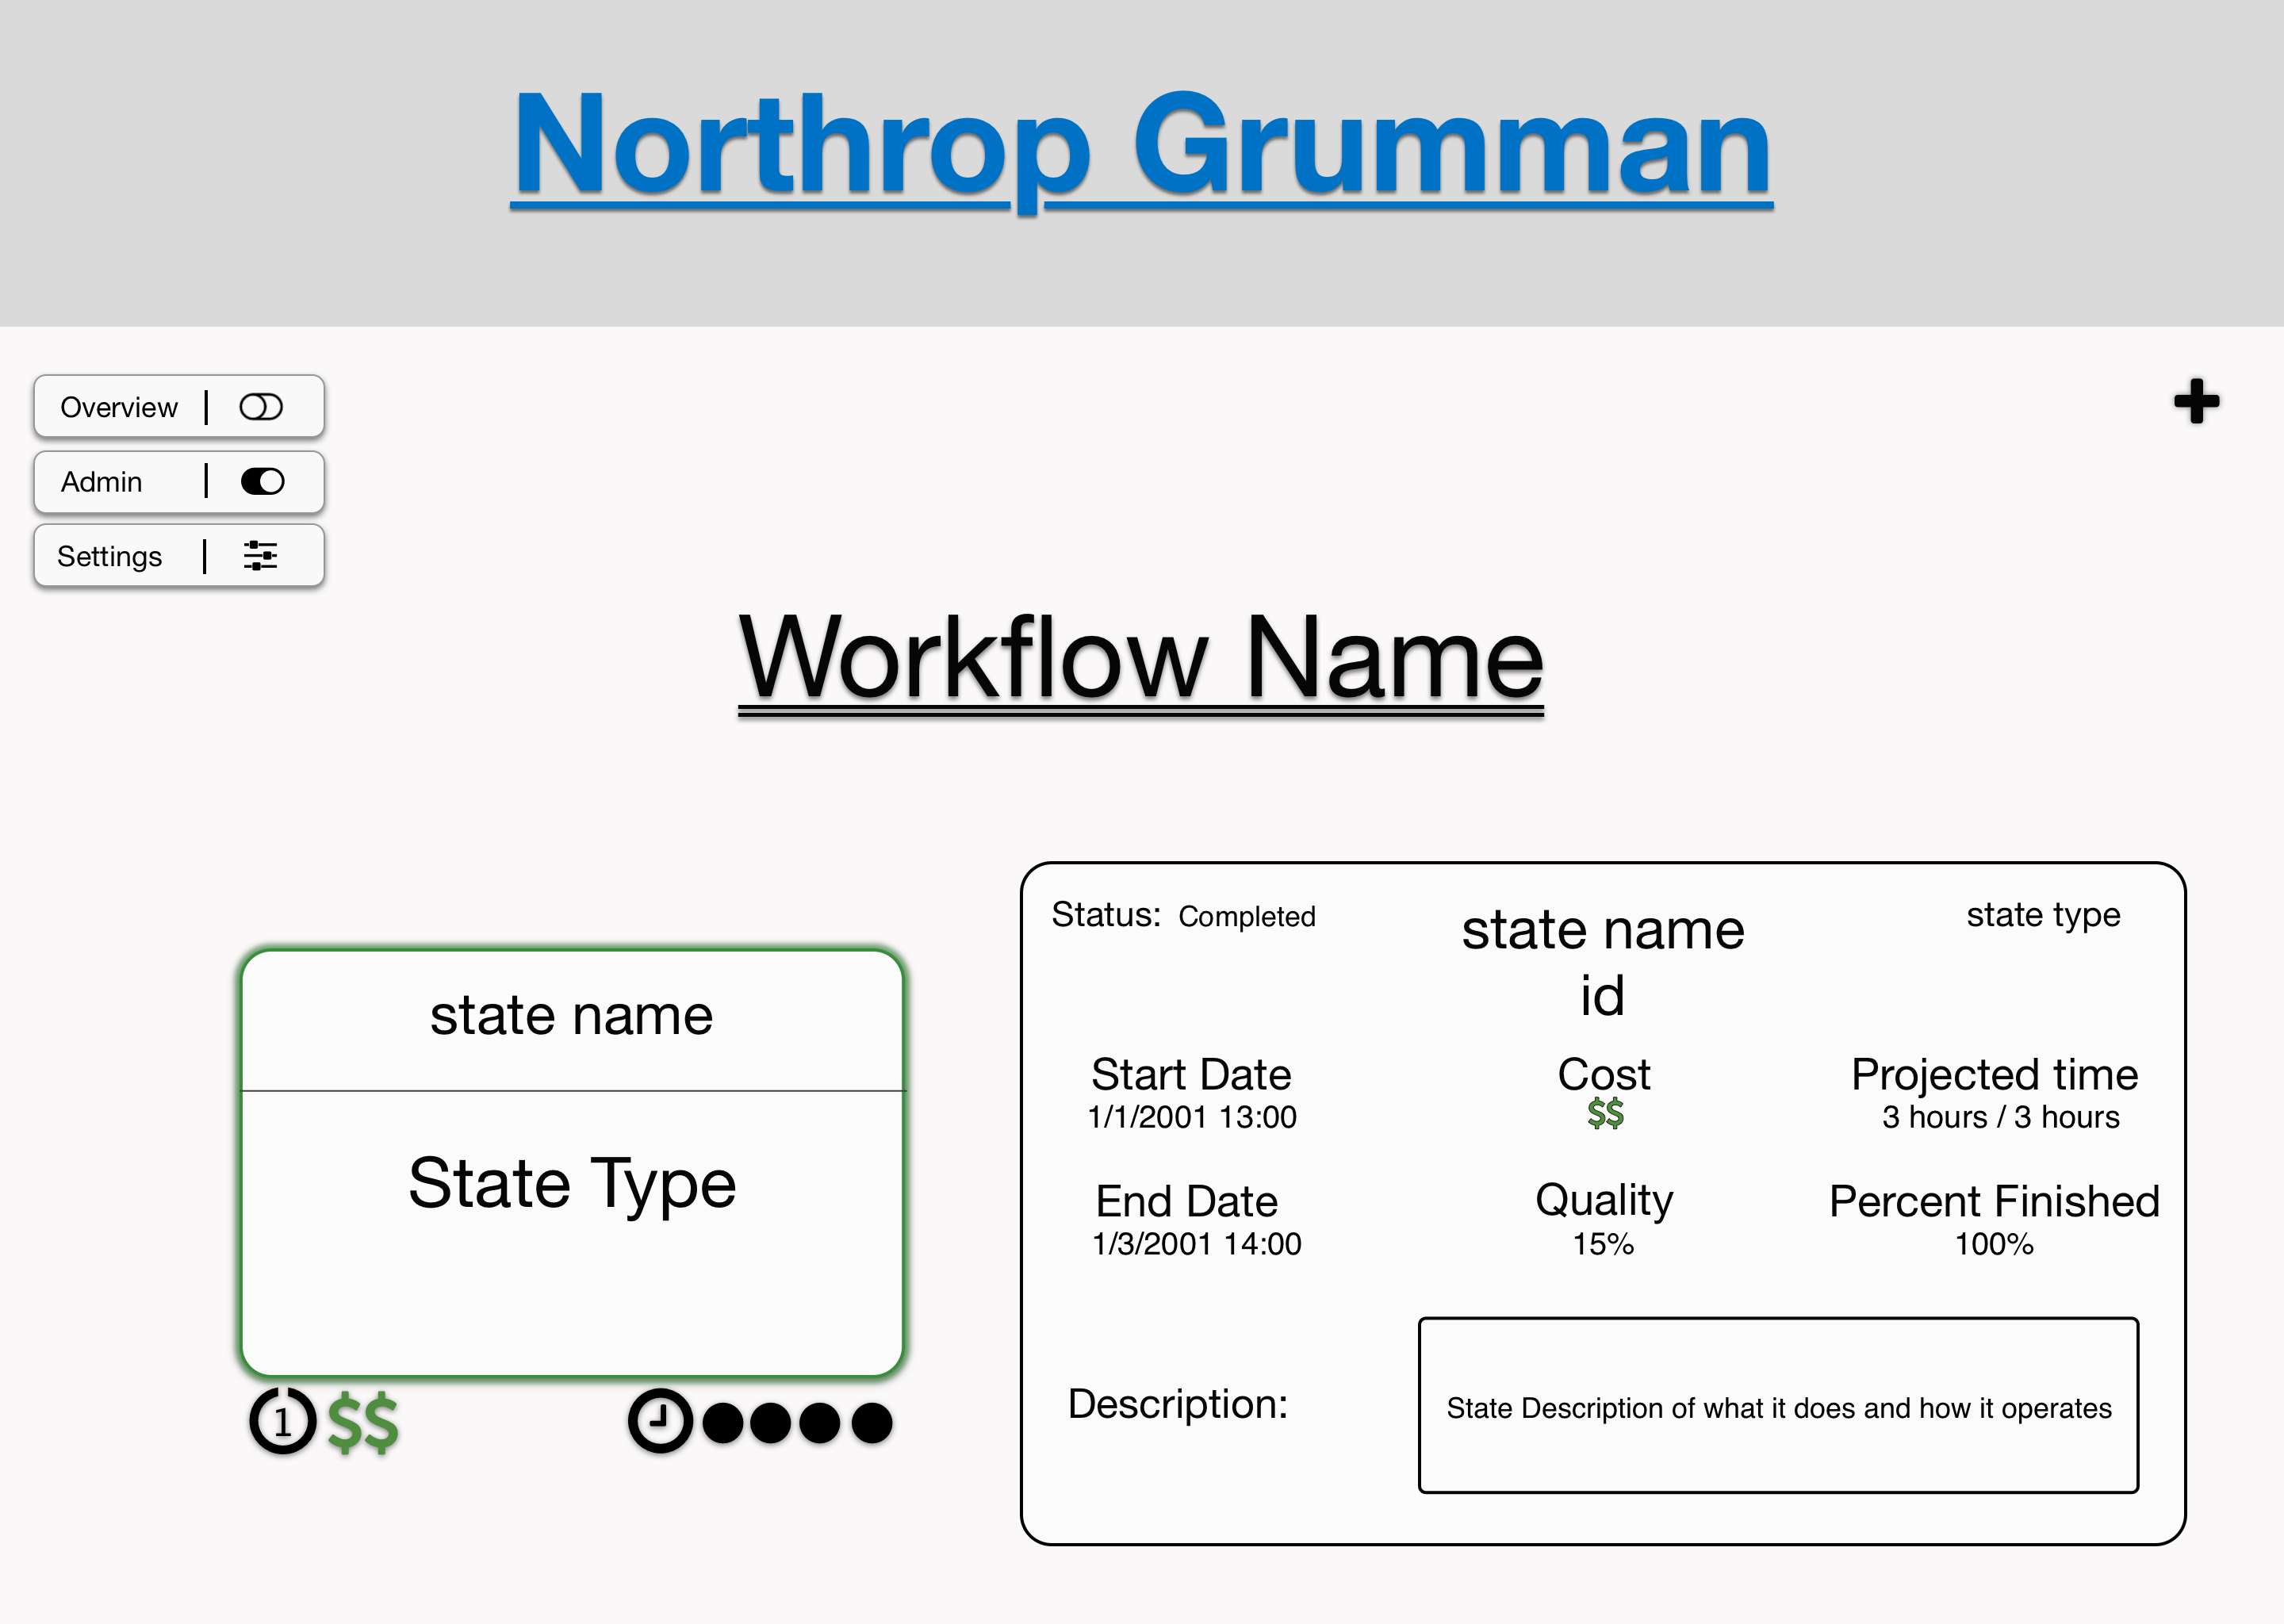 Northrop Grumman
Overview |
Admin |
Settings |
Workflow Name
state name
State Type
1 $$
Status: Completed
state name
id
state type
Start Date
1/1/2001 13:00
Cost
$$
Projected time
3 hours / 3 hours
End Date
1/3/2001 14:00
Quality
15%
Percent Finished
100%
Description:
State Description of what it does and how it operates